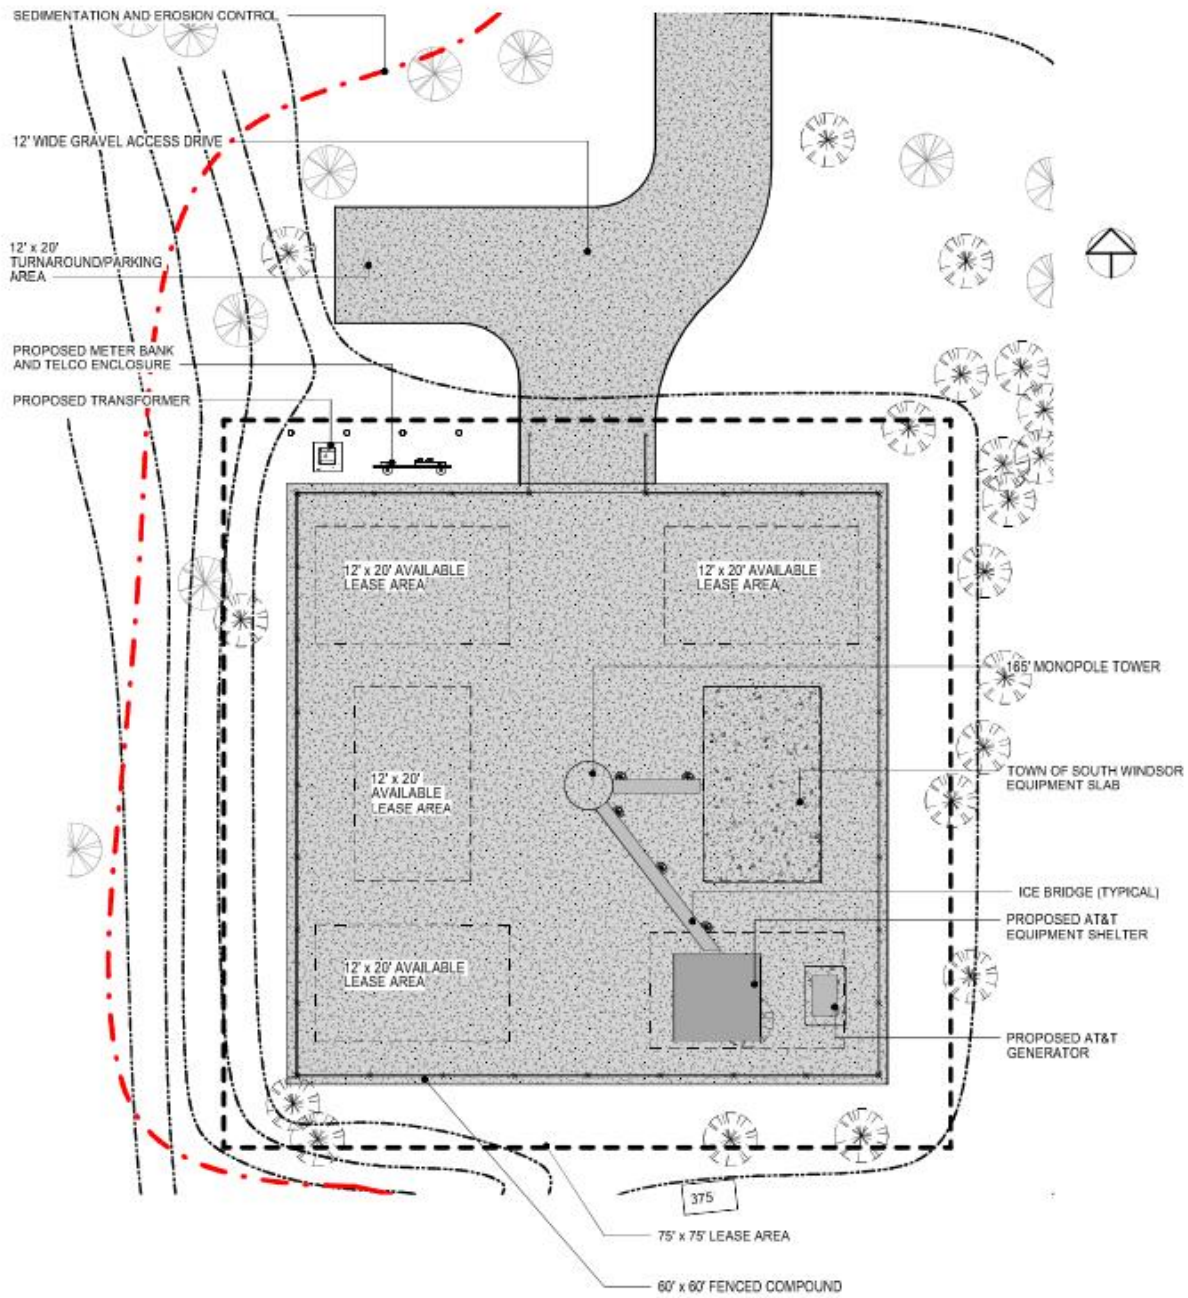 SEDIMENTATION AND EROSION CONTROL
12' WIDE GRAVEL ACCESS DRIVE
12' x 20'
TURNAROUND/PARKING
AREA
PROPOSED METER BANK
AND TELCO ENCLOSURE
PROPOSED TRANSFORMER
12' x 20' AVAILABLE
LEASE AREA
12' x 20' AVAILABLE
LEASE AREA
165' MONOPOLE TOWER
12' x 20'
AVAILABLE
LEASE AREA
TOWN OF SOUTH WINDSOR
EQUIPMENT SLAB
ICE BRIDGE (TYPICAL)
PROPOSED AT&T
EQUIPMENT SHELTER
12' x 20' AVAILABLE
LEASE AREA
PROPOSED AT&T
GENERATOR
375
75' x 75' LEASE AREA
60' x 60' FENCED COMPOUND